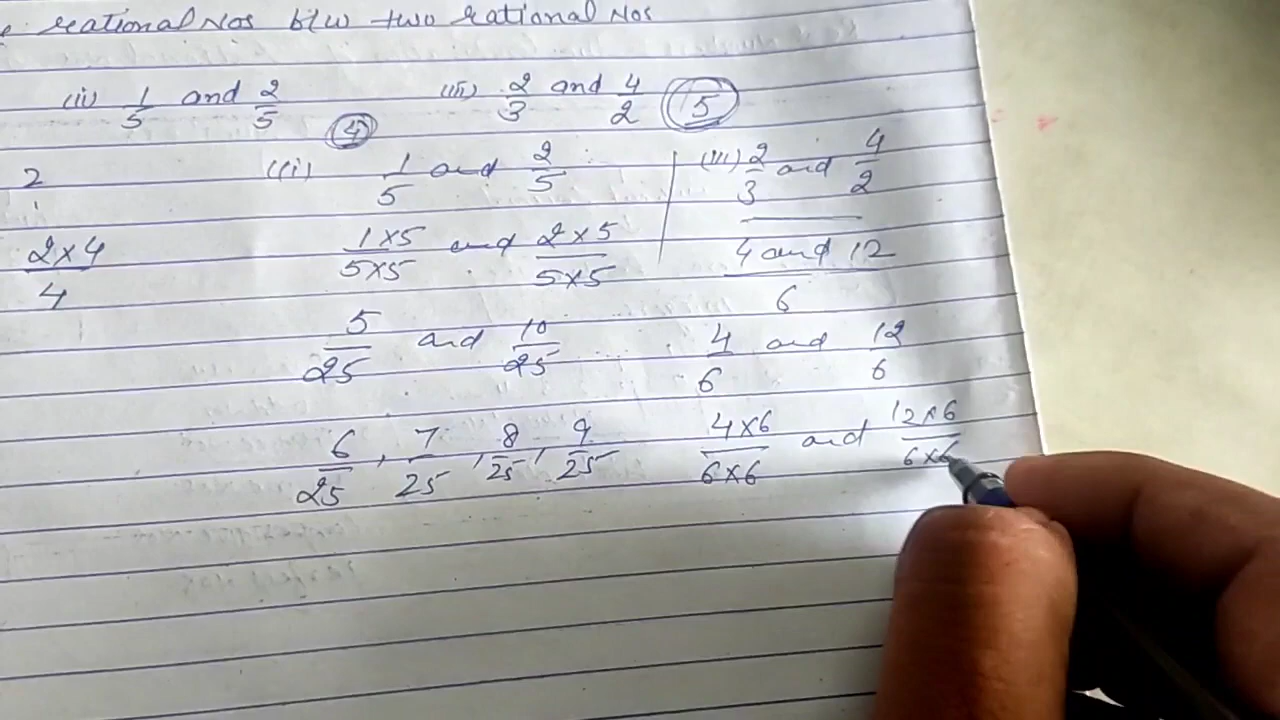 rational Nos b/w two rational Nos
(ii) 1/5 and 2/5 (iii) 2/3 and 4/2 (5)
(4)
2
2×4/4
(ii) 1/5 and 2/5
1×5/5×5 and 2×5/5×5
5/25 and 10/25
6/25, 7/25, 8/25, 9/25
(iii) 2/3 and 4/2
4 and 12/6
4/6 and 12/6
4×6/6×6 and 12×6/6×6